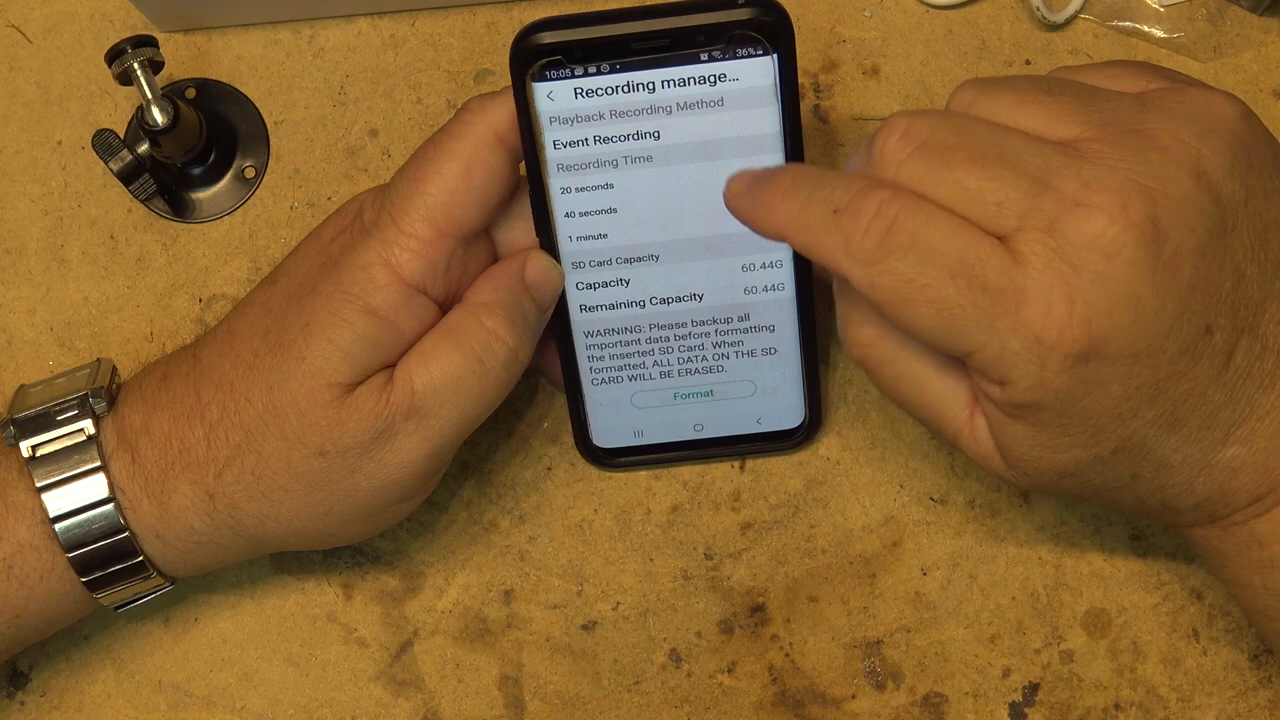 10:05
36%
Recording manage...
Playback Recording Method
Event Recording
Recording Time
20 seconds
40 seconds
1 minute
SD Card Capacity
Capacity 60.44G
Remaining Capacity 60.44G
WARNING: Please backup all
important data before formatting
the inserted SD Card. When
formatted, ALL DATA ON THE SD
CARD WILL BE ERASED.
Format